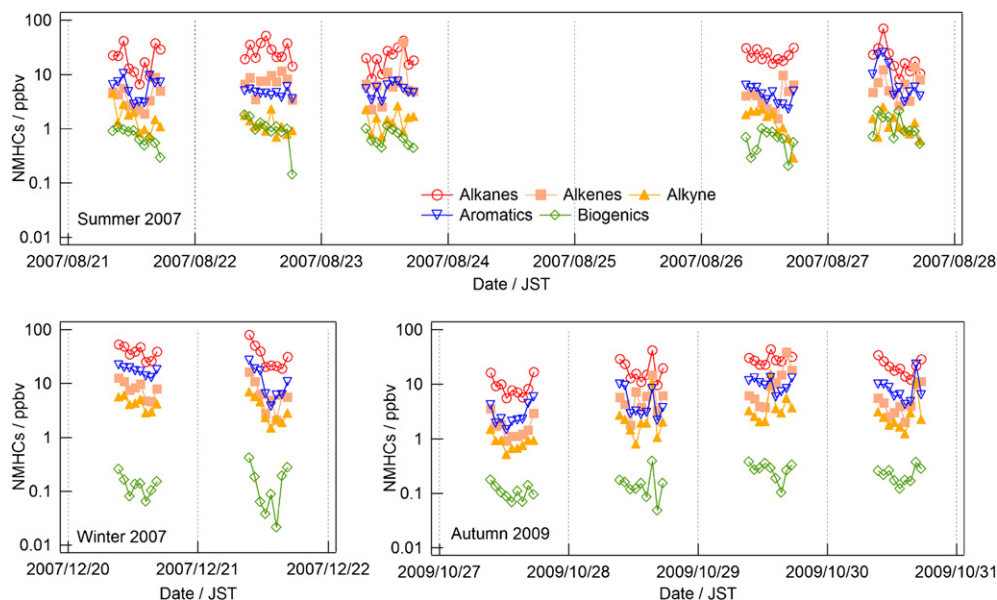 100
10
1
0.1
0.01
NMHCs / ppbv
Alkanes Alkenes Alkyne
Aromatics Biogenics
Summer 2007
2007/08/21 2007/08/22 2007/08/23 2007/08/24 2007/08/25 2007/08/26 2007/08/27 2007/08/28
Date / JST
100
10
1
0.1
0.01
NMHCs / ppbv
Winter 2007
2007/12/20 2007/12/21 2007/12/22
Date / JST
100
10
1
0.1
0.01
NMHCs / ppbv
Autumn 2009
2009/10/27 2009/10/28 2009/10/29 2009/10/30 2009/10/31
Date / JST